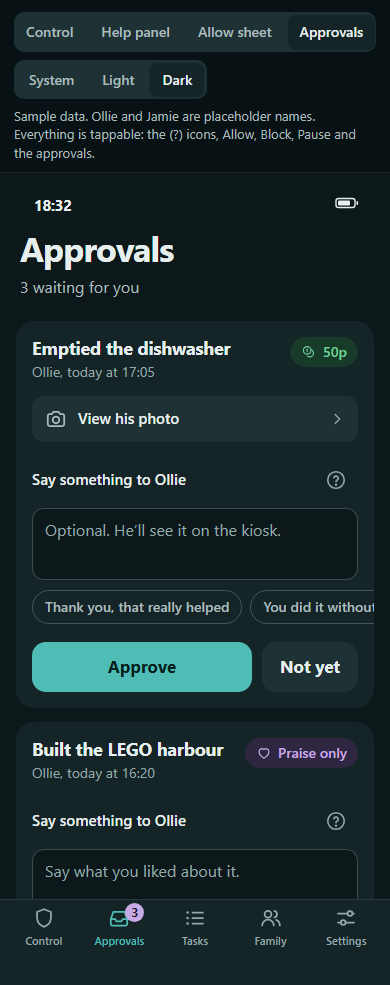 Control Help panel Allow sheet Approvals
System Light Dark
Sample data. Ollie and Jamie are placeholder names.
Everything is tappable: the (?) icons, Allow, Block, Pause and
the approvals.
18:32
Approvals
3 waiting for you
Emptied the dishwasher
50p
Ollie, today at 17:05
View his photo
Say something to Ollie
Optional. He'll see it on the kiosk.
Thank you, that really helped
You did it without
Approve
Not yet
Built the LEGO harbour
Praise only
Ollie, today at 16:20
Say something to Ollie
Say what you liked about it.
3
Control Approvals Tasks Family Settings